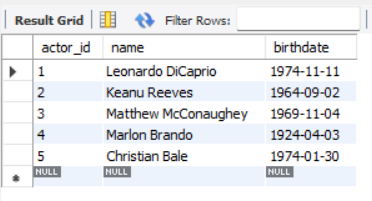 Result Grid Filter Rows:
actor_id name birthdate
1 Leonardo DiCaprio 1974-11-11
2 Keanu Reeves 1964-09-02
3 Matthew McConaughey 1969-11-04
4 Marlon Brando 1924-04-03
5 Christian Bale 1974-01-30
NULL NULL NULL